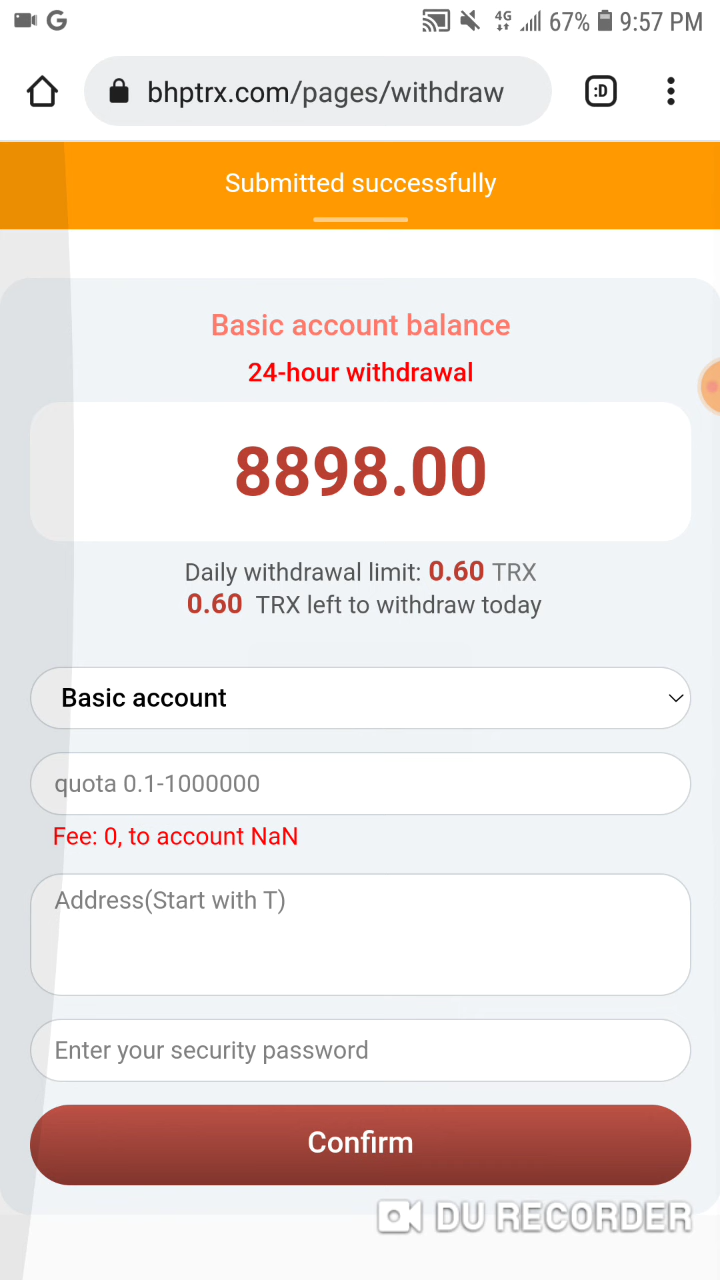 4G 67% 9:57 PM
bhptrx.com/pages/withdraw :D
Submitted successfully
Basic account balance
24-hour withdrawal
8898.00
Daily withdrawal limit: 0.60 TRX
0.60 TRX left to withdraw today
Basic account
quota 0.1-1000000
Fee: 0, to account NaN
Address(Start with T)
Enter your security password
Confirm
DU RECORDER